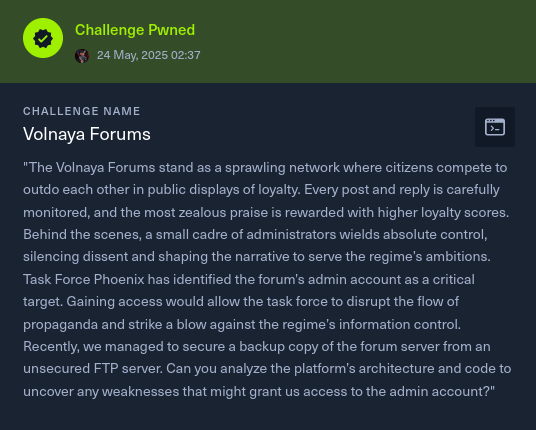 Challenge Pwned
24 May, 2025 02:37
CHALLENGE NAME
Volnaya Forums
"The Volnaya Forums stand as a sprawling network where citizens compete to
outdo each other in public displays of loyalty. Every post and reply is carefully
monitored, and the most zealous praise is rewarded with higher loyalty scores.
Behind the scenes, a small cadre of administrators wields absolute control,
silencing dissent and shaping the narrative to serve the regime's ambitions.
Task Force Phoenix has identified the forum's admin account as a critical
target. Gaining access would allow the task force to disrupt the flow of
propaganda and strike a blow against the regime's information control.
Recently, we managed to secure a backup copy of the forum server from an
unsecured FTP server. Can you analyze the platform's architecture and code to
uncover any weaknesses that might grant us access to the admin account?"